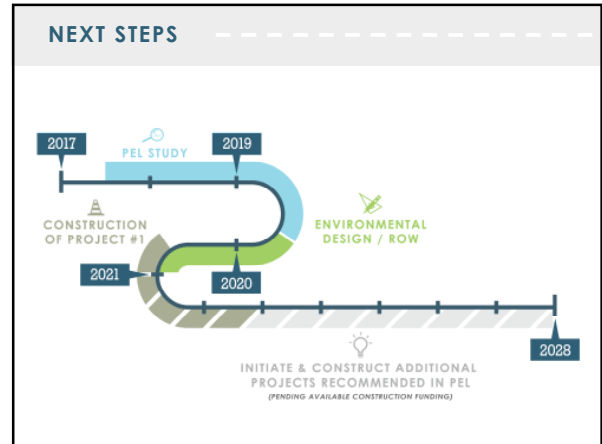 NEXT STEPS
2017
PEL STUDY
2019
CONSTRUCTION
OF PROJECT #1
ENVIRONMENTAL
DESIGN / ROW
2021
2020
2028
INITIATE & CONSTRUCT ADDITIONAL
PROJECTS RECOMMENDED IN PEL
(PENDING AVAILABLE CONSTRUCTION FUNDING)